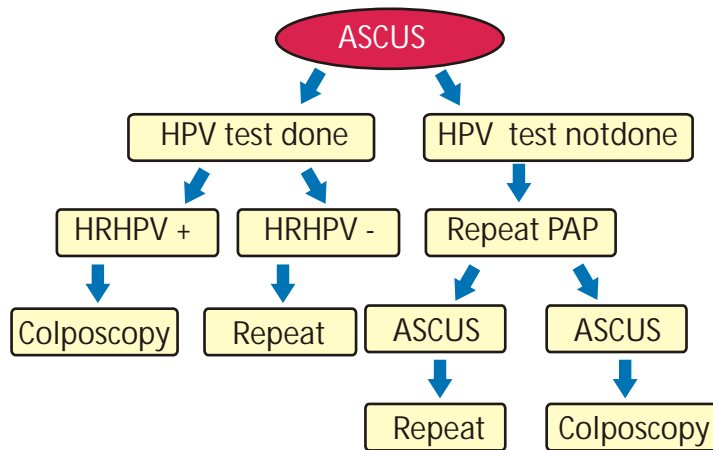 ASCUS
HPV test done
HPV test notdone
HRHPV +
HRHPV -
Repeat PAP
Colposcopy
Repeat
ASCUS
ASCUS
Repeat
Colposcopy